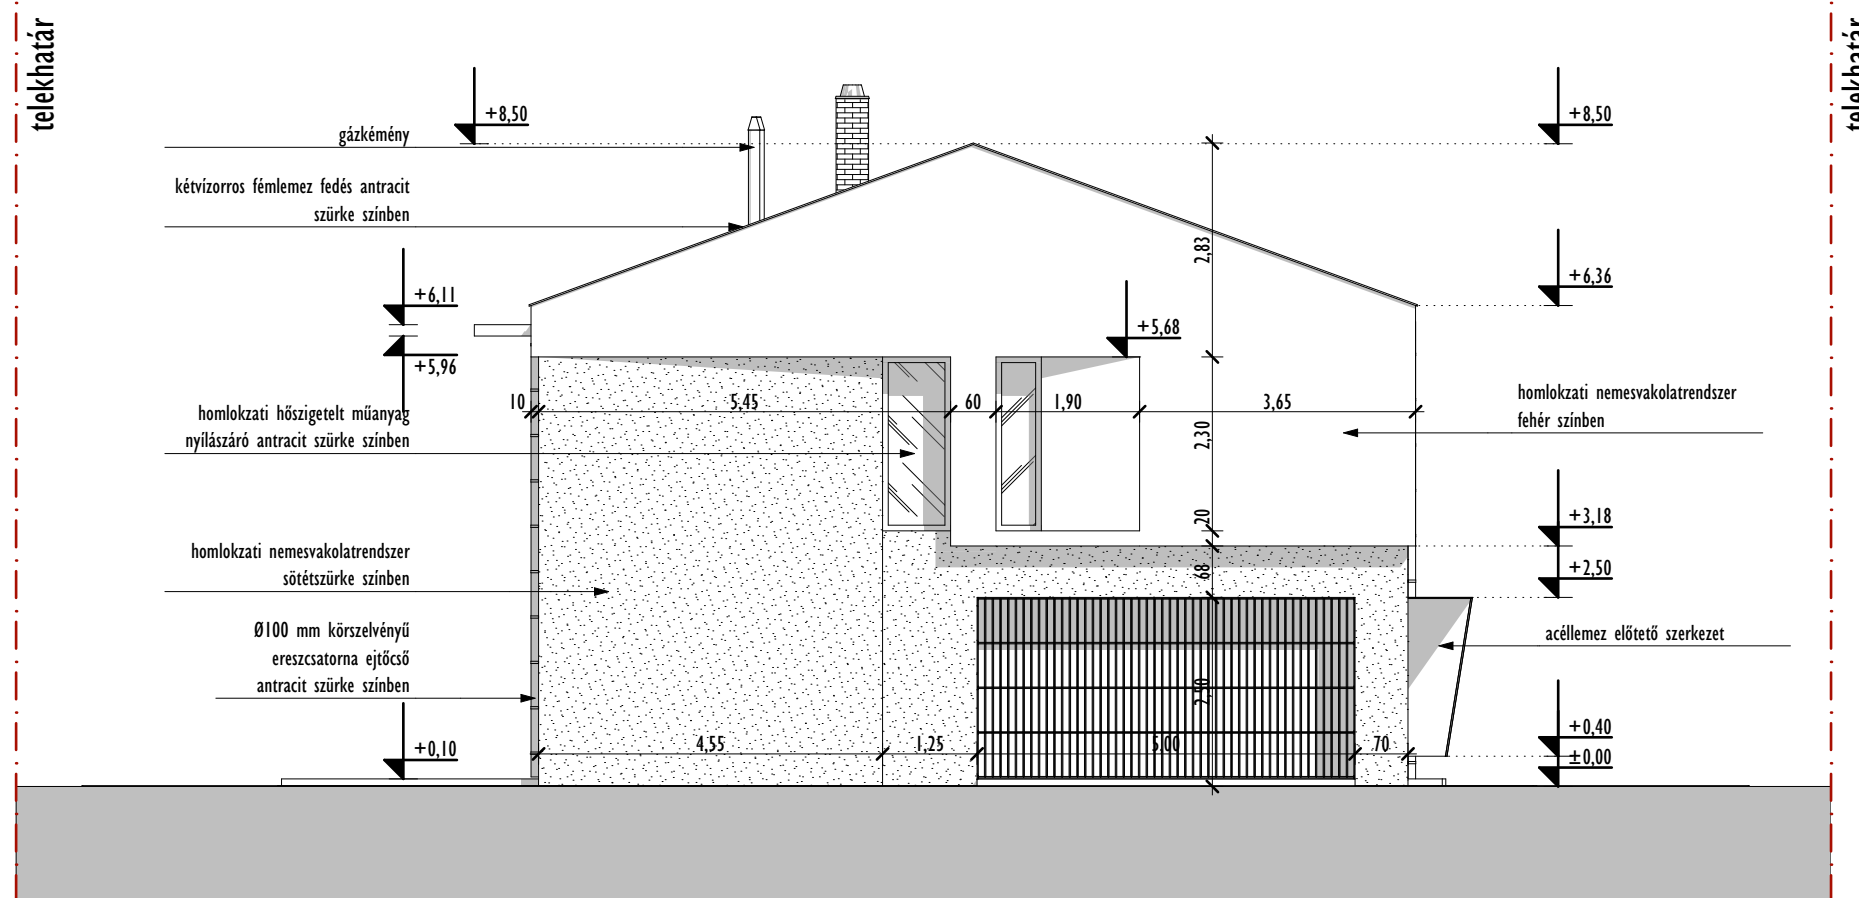 telekhatár
telekhatár
+8,50
+8,50
gázkémény
kétvízorros fémlemez fedés antracit
szürke színben
2,83
+6,11
+6,36
+5,68
+5,96
10
5,45
60
1,90
3,65
homlokzati hőszigetelt műanyag
nyílászáró antracit szürke színben
2,30
homlokzati nemesvakolatrendszer
fehér színben
20
+3,18
homlokzati nemesvakolatrendszer
sötétszürke színben
68
+2,50
Ø100 mm körszelvényű
ereszcsatorna ejtőcső
antracit szürke színben
acéllemez előtető szerkezet
2,50
+0,10
4,55
1,25
5,00
70
+0,40
±0,00